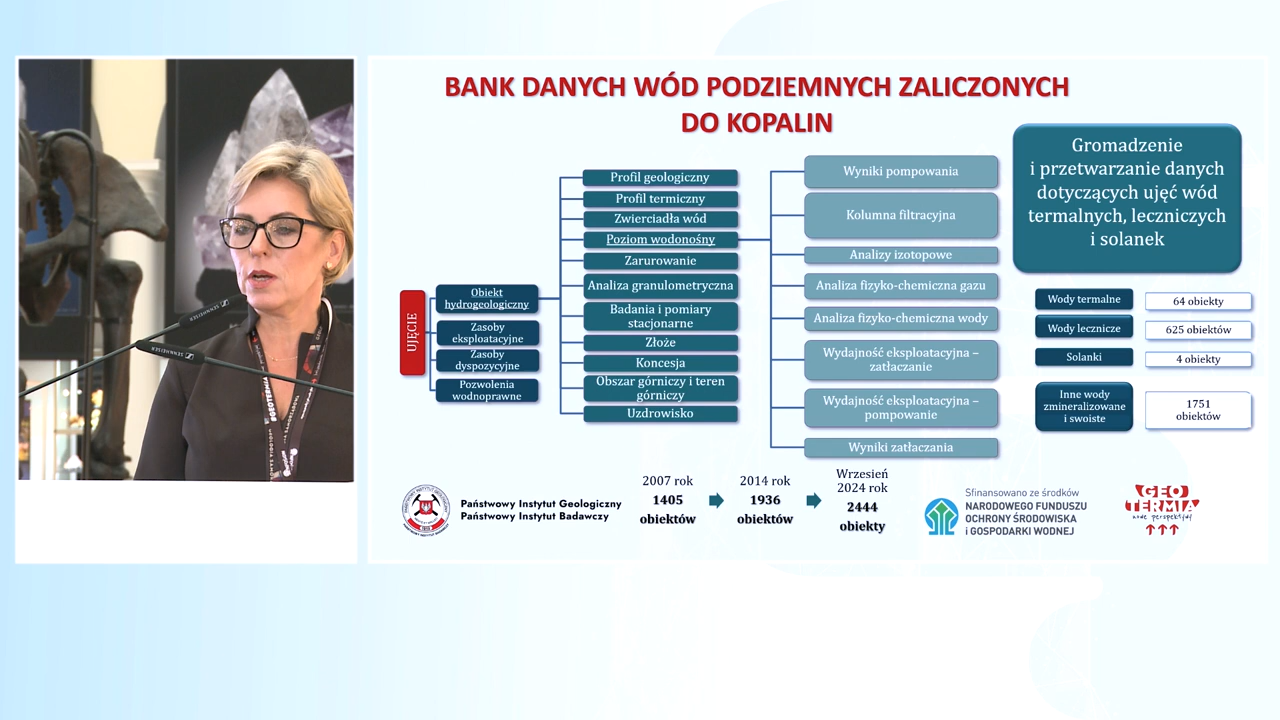 BANK DANYCH WÓD PODZIEMNYCH ZALICZONYCH
DO KOPALIN
UJĘCIE
Obiekt
hydrogeologiczny
Zasoby
eksploatacyjne
Zasoby
dyspozycyjne
Pozwolenia
wodnoprawne
Profil geologiczny
Profil termiczny
Zwierciadła wód
Poziom wodonośny
Zarurowanie
Analiza granulometryczna
Badania i pomiary
stacjonarne
Złoże
Koncesja
Obszar górniczy i teren
górniczy
Uzdrowisko
Wyniki pompowania
Kolumna filtracyjna
Analizy izotopowe
Analiza fizyko-chemiczna gazu
Analiza fizyko-chemiczna wody
Wydajność eksploatacyjna –
zatłaczanie
Wydajność eksploatacyjna –
pompowanie
Wyniki zatłaczania
Gromadzenie
i przetwarzanie danych
dotyczących ujęć wód
termalnych, leczniczych
i solanek
Wody termalne
64 obiekty
Wody lecznicze
625 obiektów
Solanki
4 obiekty
Inne wody
zmineralizowane
i swoiste
1751
obiektów
Państwowy Instytut Geologiczny
Państwowy Instytut Badawczy
2007 rok
1405
obiektów
2014 rok
1936
obiektów
Wrzesień
2024 rok
2444
obiekty
Sfinansowano ze środków
NARODOWEGO FUNDUSZU
OCHRONY ŚRODOWISKA
i GOSPODARKI WODNEJ
GEO
TERMIA
nowe perspektywy
SENNHEISER
SENNHEISER
#GEOTERMIA